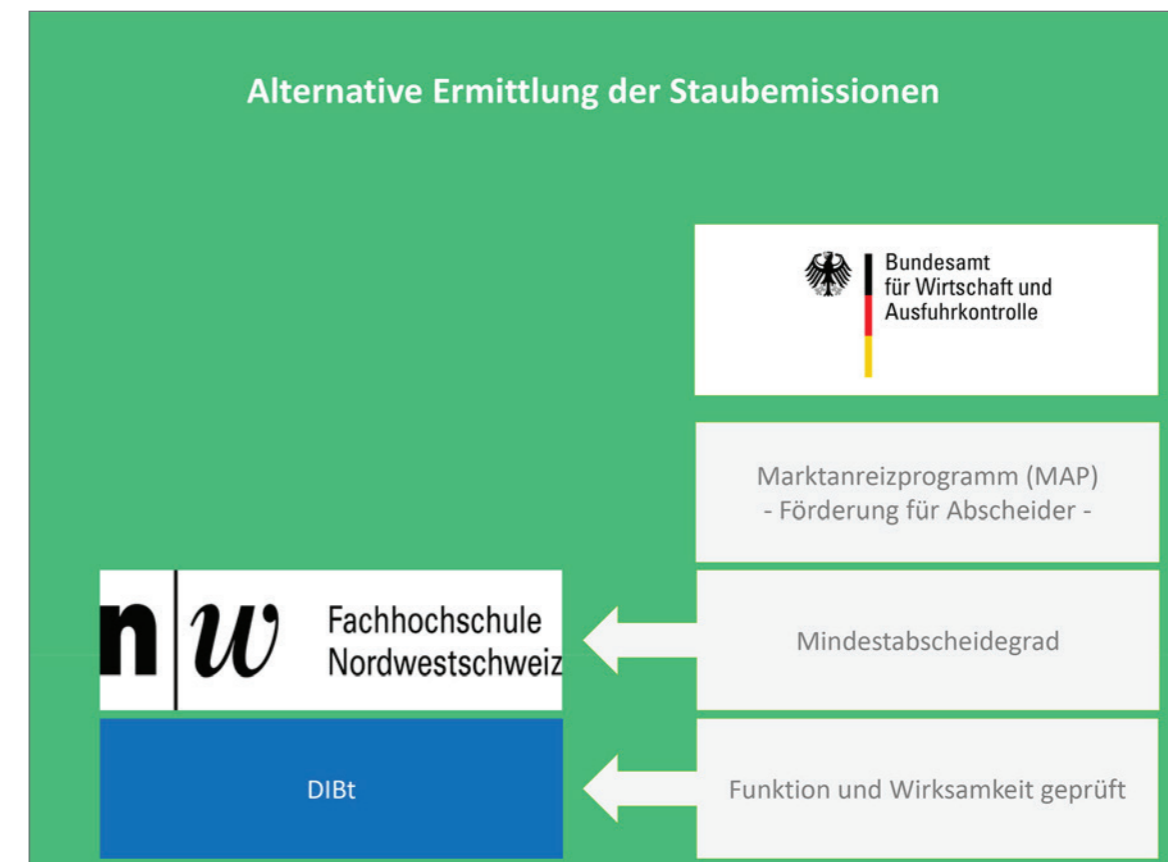 Alternative Ermittlung der Staubemissionen
Bundesamt
für Wirtschaft und
Ausfuhrkontrolle
Marktanreizprogramm (MAP)
- Förderung für Abscheider -
n w Fachhochschule
Nordwestschweiz
Mindestabscheidegrad
DIBt
Funktion und Wirksamkeit geprüft